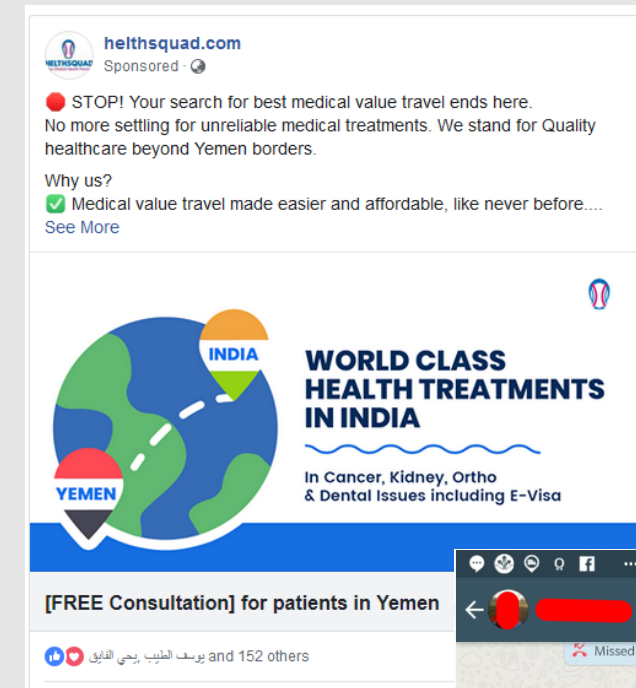 helthsquad.com
Sponsored ·
HELTHSQUAD
STOP! Your search for best medical value travel ends here.
No more settling for unreliable medical treatments. We stand for Quality
healthcare beyond Yemen borders.
Why us?
Medical value travel made easier and affordable, like never before....
See More
INDIA
YEMEN
WORLD CLASS
HEALTH TREATMENTS
IN INDIA
In Cancer, Kidney, Ortho
& Dental Issues including E-Visa
[FREE Consultation] for patients in Yemen
يوسف الطيب ,يحي الفايق and 152 others
Missed